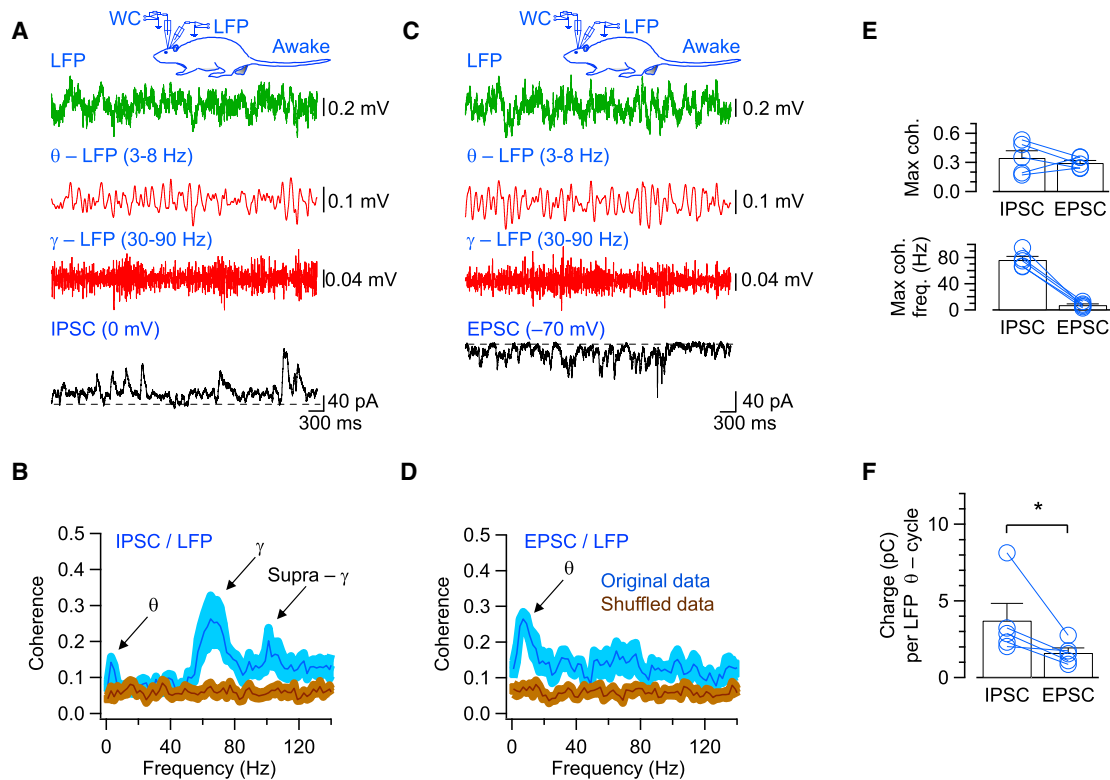 A
WC
LFP
Awake
LFP
0.2 mV
θ – LFP (3-8 Hz)
0.1 mV
γ – LFP (30-90 Hz)
0.04 mV
IPSC (0 mV)
40 pA
300 ms
C
WC
LFP
Awake
LFP
0.2 mV
θ – LFP (3-8 Hz)
0.1 mV
γ – LFP (30-90 Hz)
0.04 mV
EPSC (–70 mV)
40 pA
300 ms
E
Max coh.
0.6
0.3
0.0
IPSC EPSC
Max coh.
freq. (Hz)
80
40
0
IPSC EPSC
B
IPSC / LFP
Coherence
0.5
0.4
0.3
0.2
0.1
0.0
θ
γ
Supra – γ
0 40 80 120
Frequency (Hz)
D
EPSC / LFP
Coherence
0.5
0.4
0.3
0.2
0.1
0.0
θ
Original data
Shuffled data
0 40 80 120
Frequency (Hz)
F
Charge (pC)
per LFP θ – cycle
10
5
0
*
IPSC EPSC